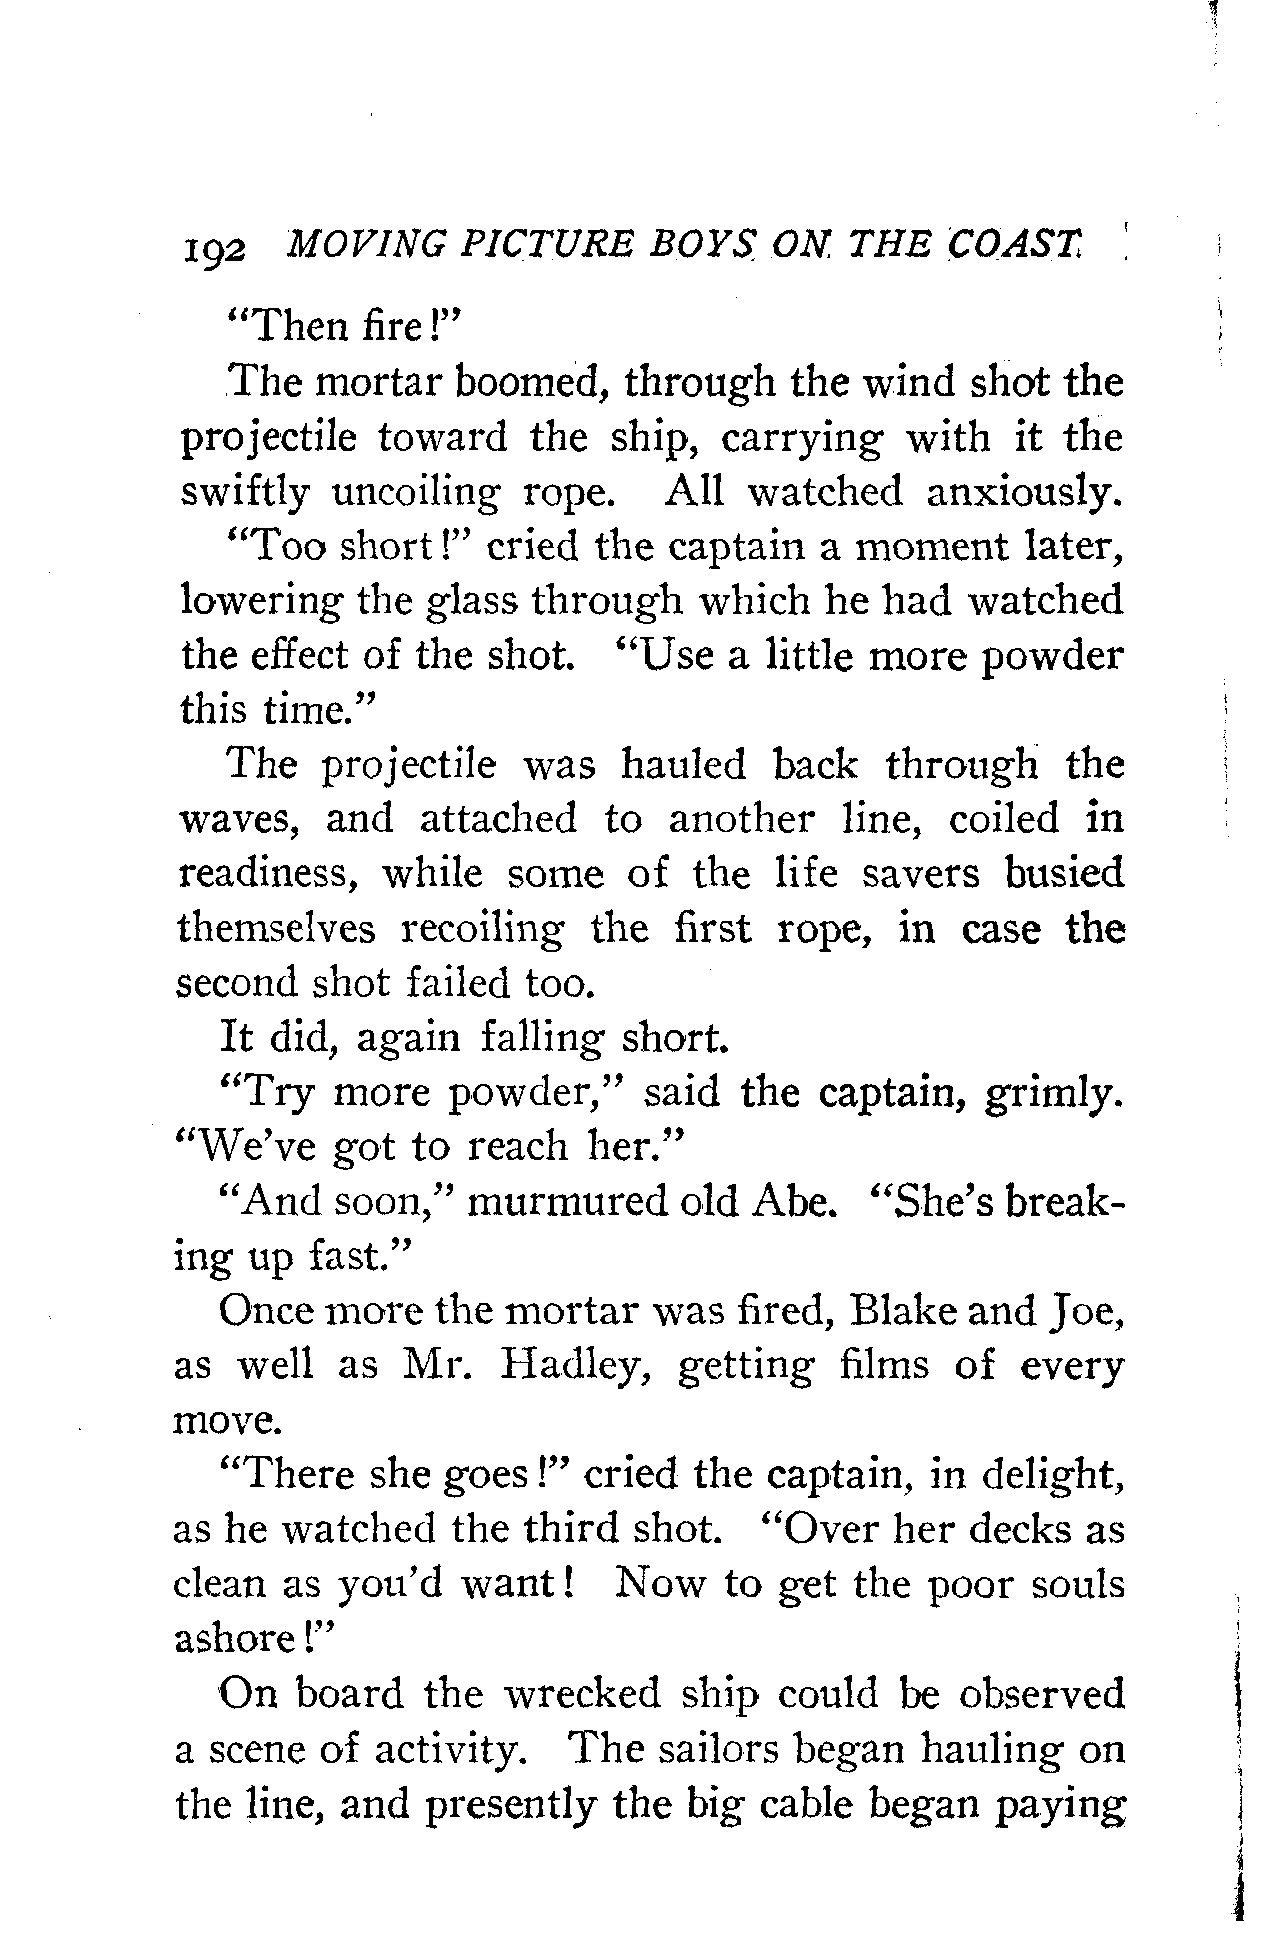 192 MOVING PICTURE BOYS ON THE COAST
“Then fire!”
The mortar boomed, through the wind shot the
projectile toward the ship, carrying with it the
swiftly uncoiling rope. All watched anxiously.
“Too short!” cried the captain a moment later,
lowering the glass through which he had watched
the effect of the shot. “Use a little more powder
this time.”
The projectile was hauled back through the
waves, and attached to another line, coiled in
readiness, while some of the life savers busied
themselves recoiling the first rope, in case the
second shot failed too.
It did, again falling short.
“Try more powder,” said the captain, grimly.
“We’ve got to reach her.”
“And soon,” murmured old Abe. “She’s break-
ing up fast.”
Once more the mortar was fired, Blake and Joe,
as well as Mr. Hadley, getting films of every
move.
“There she goes!” cried the captain, in delight,
as he watched the third shot. “Over her decks as
clean as you’d want! Now to get the poor souls
ashore!”
On board the wrecked ship could be observed
a scene of activity. The sailors began hauling on
the line, and presently the big cable began paying